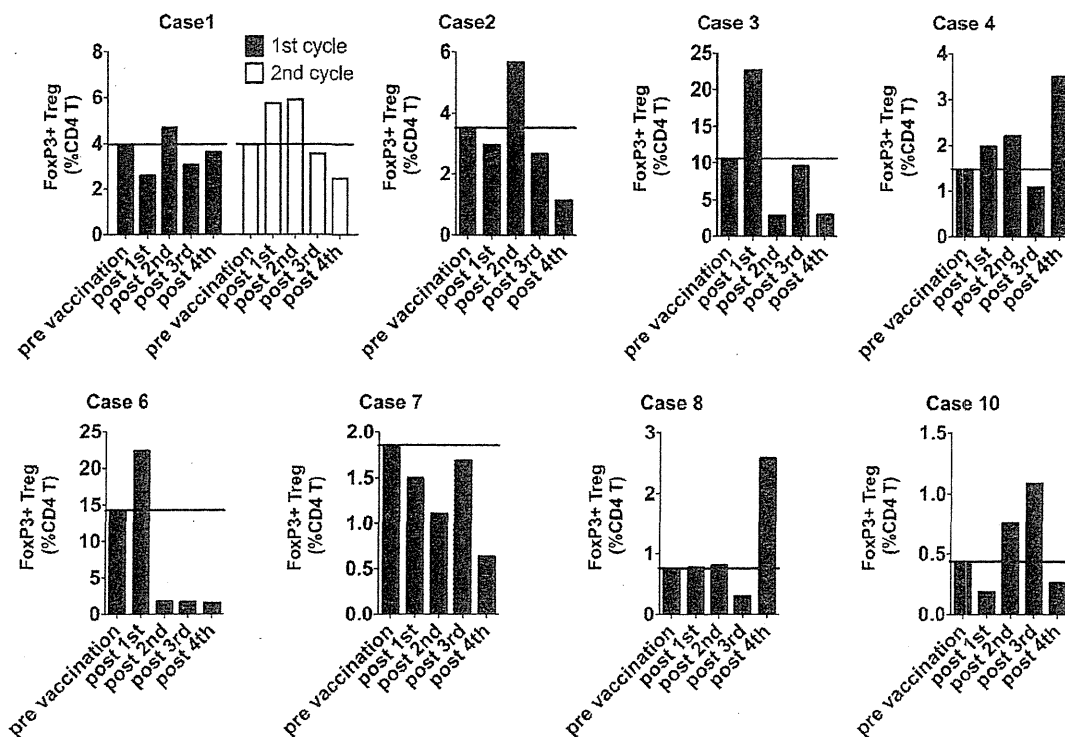 Case1
Case2
Case 3
Case 4
1st cycle
2nd cycle
FoxP3+ Treg
(%CD4 T)
8
6
4
2
0
pre vaccination
post 1st
post 2nd
post 3rd
post 4th
pre vaccination
post 1st
post 2nd
post 3rd
post 4th
FoxP3+ Treg
(%CD4 T)
6
4
2
0
pre vaccination
post 1st
post 2nd
post 3rd
post 4th
FoxP3+ Treg
(%CD4 T)
25
20
15
10
5
0
pre vaccination
post 1st
post 2nd
post 3rd
post 4th
FoxP3+ Treg
(%CD4 T)
4
3
2
1
0
pre vaccination
post 1st
post 2nd
post 3rd
post 4th
Case 6
Case 7
Case 8
Case 10
FoxP3+ Treg
(%CD4 T)
25
20
15
10
5
0
pre vaccination
post 1st
post 2nd
post 3rd
post 4th
FoxP3+ Treg
(%CD4 T)
2.0
1.5
1.0
0.5
0.0
pre vaccination
post 1st
post 2nd
post 3rd
post 4th
FoxP3+ Treg
(%CD4 T)
3
2
1
0
pre vaccination
post 1st
post 2nd
post 3rd
post 4th
FoxP3+ Treg
(%CD4 T)
1.5
1.0
0.5
0.0
pre vaccination
post 1st
post 2nd
post 3rd
post 4th